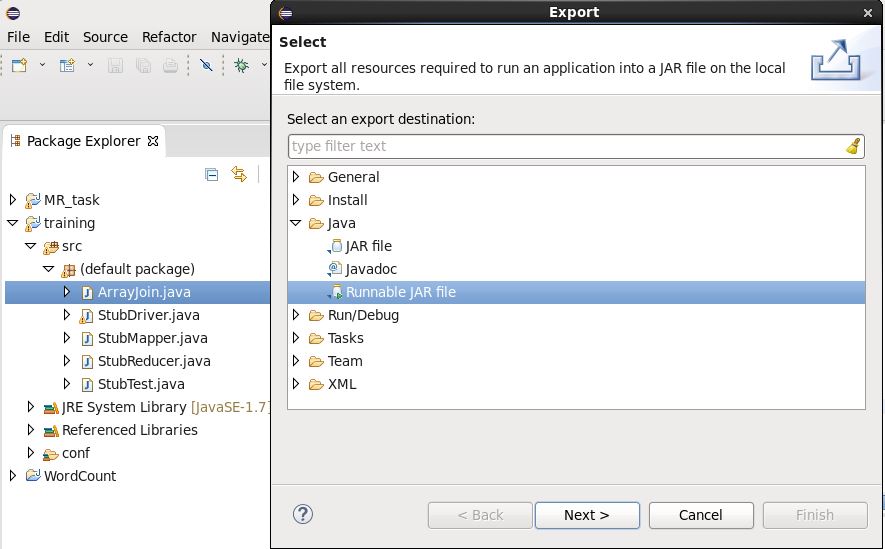 Export
File Edit Source Refactor Navigate
Select
Export all resources required to run an application into a JAR file on the local
file system.
Package Explorer
MR_task
training
src
(default package)
ArrayJoin.java
StubDriver.java
StubMapper.java
StubReducer.java
StubTest.java
JRE System Library [JavaSE-1.7]
Referenced Libraries
conf
WordCount
Select an export destination:
type filter text
General
Install
Java
JAR file
Javadoc
Runnable JAR file
Run/Debug
Tasks
Team
XML
< Back
Next >
Cancel
Finish